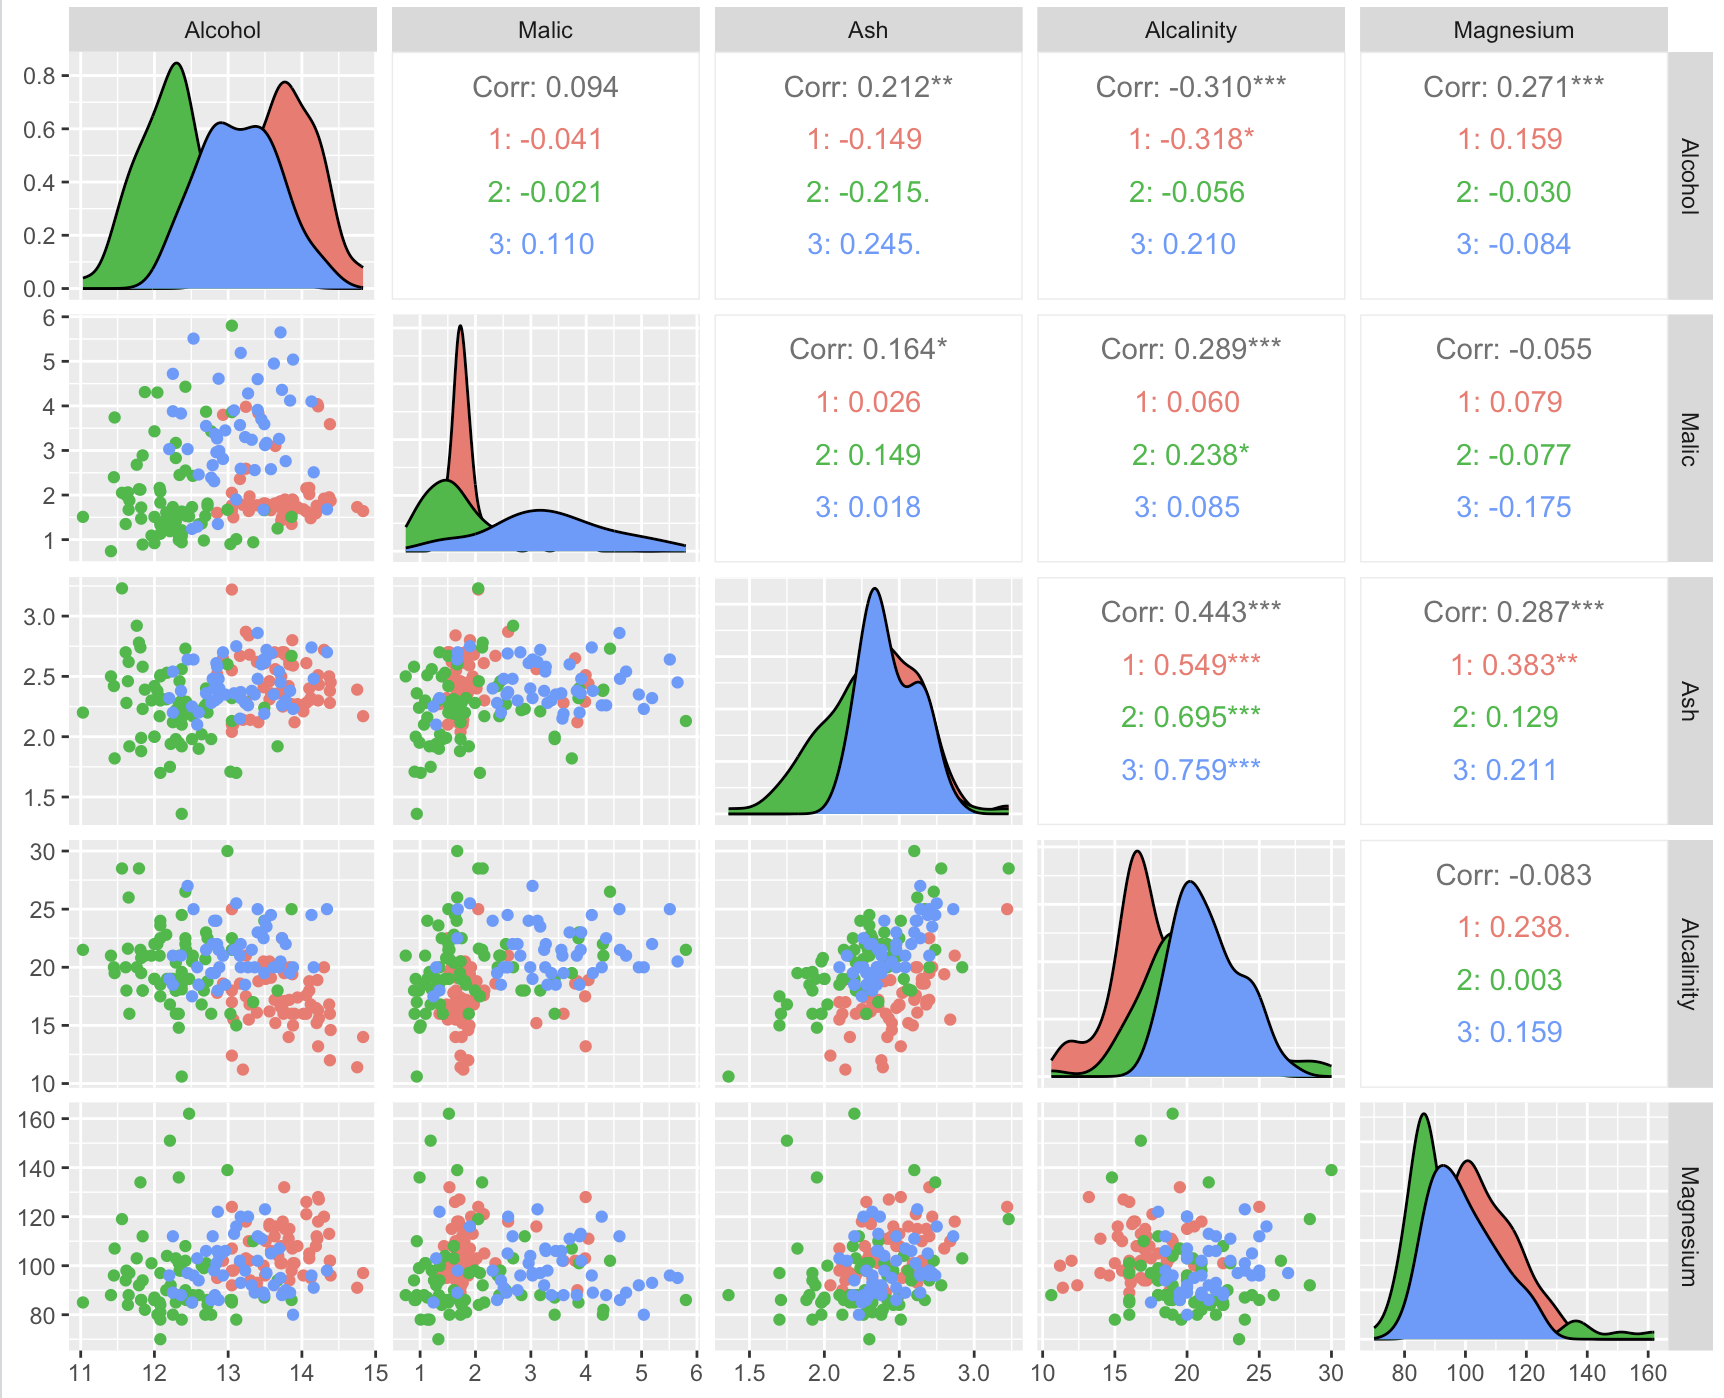 Alcohol
Malic
Ash
Alcalinity
Magnesium
0.8
0.6
0.4
0.2
0.0
Corr: 0.094
1: -0.041
2: -0.021
3: 0.110
Corr: 0.212**
1: -0.149
2: -0.215.
3: 0.245.
Corr: -0.310***
1: -0.318*
2: -0.056
3: 0.210
Corr: 0.271***
1: 0.159
2: -0.030
3: -0.084
Alcohol
6
5
4
3
2
1
Corr: 0.164*
1: 0.026
2: 0.149
3: 0.018
Corr: 0.289***
1: 0.060
2: 0.238*
3: 0.085
Corr: -0.055
1: 0.079
2: -0.077
3: -0.175
Malic
3.0
2.5
2.0
1.5
Corr: 0.443***
1: 0.549***
2: 0.695***
3: 0.759***
Corr: 0.287***
1: 0.383**
2: 0.129
3: 0.211
Ash
30
25
20
15
10
Corr: -0.083
1: 0.238.
2: 0.003
3: 0.159
Alcalinity
160
140
120
100
80
Magnesium
11 12 13 14 15
1 2 3 4 5 6
1.5 2.0 2.5 3.0
10 15 20 25 30
80 100 120 140 160